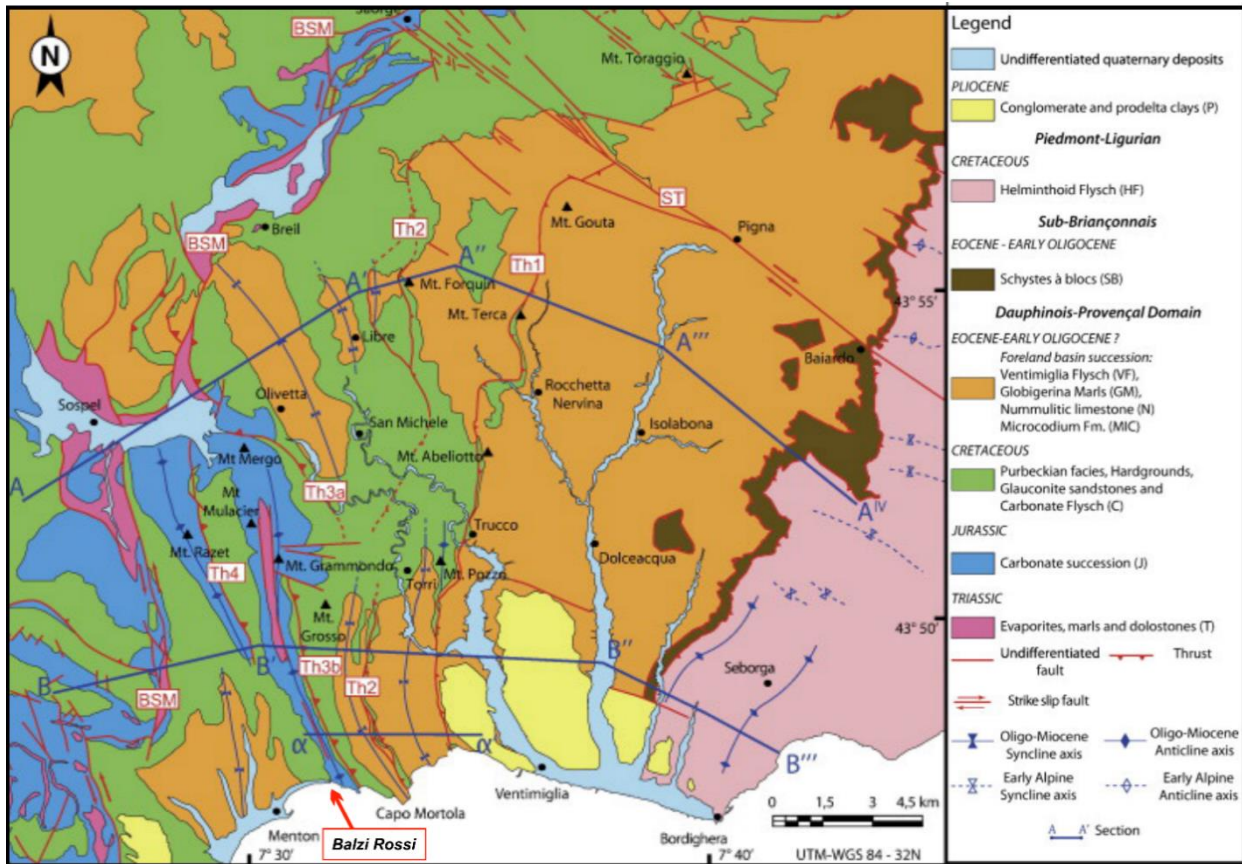 Saorge
BSM
N
Mt. Toraggio
ST
Mt. Gouta
Pigna
Breil
BSM
Th2
A'
A''
Th1
Mt. Forquin
Mt. Terca
43° 55'
Libre
A'''
Baiardo
Rocchetta
Nervina
Olivetta
Sospel
San Michele
Isolabona
Mt Mergo
Mt. Abeliotto
A
Th3a
AIV
Mt
Mulacier
Trucco
Mt. Razet
Dolceacqua
Th4
Mt. Grammondo
Torri
Mt. Pozzo
Mt.
Grosso
43° 50'
B
B'
Th3b
Th2
B''
Seborga
BSM
α
α'
B'''
Ventimiglia
0 1,5 3 4,5 km
Menton
Capo Mortola
Balzi Rossi
Bordighera
7° 30'
7° 40'
UTM-WGS 84 - 32N
Legend
Undifferentiated quaternary deposits
PLIOCENE
Conglomerate and prodelta clays (P)
Piedmont-Ligurian
CRETACEOUS
Helminthoid Flysch (HF)
Sub-Briançonnais
EOCENE - EARLY OLIGOCENE
Schystes à blocs (SB)
Dauphinois-Provençal Domain
EOCENE-EARLY OLIGOCENE ?
Foreland basin succession:
Ventimiglia Flysch (VF),
Globigerina Marls (GM),
Nummulitic limestone (N)
Microcodium Fm. (MIC)
CRETACEOUS
Purbeckian facies, Hardgrounds,
Glauconite sandstones and
Carbonate Flysch (C)
JURASSIC
Carbonate succession (J)
TRIASSIC
Evaporites, marls and dolostones (T)
Undifferentiated
fault
Thrust
Strike slip fault
Oligo-Miocene
Syncline axis
Oligo-Miocene
Anticline axis
Early Alpine
Syncline axis
Early Alpine
Anticline axis
A A'
Section